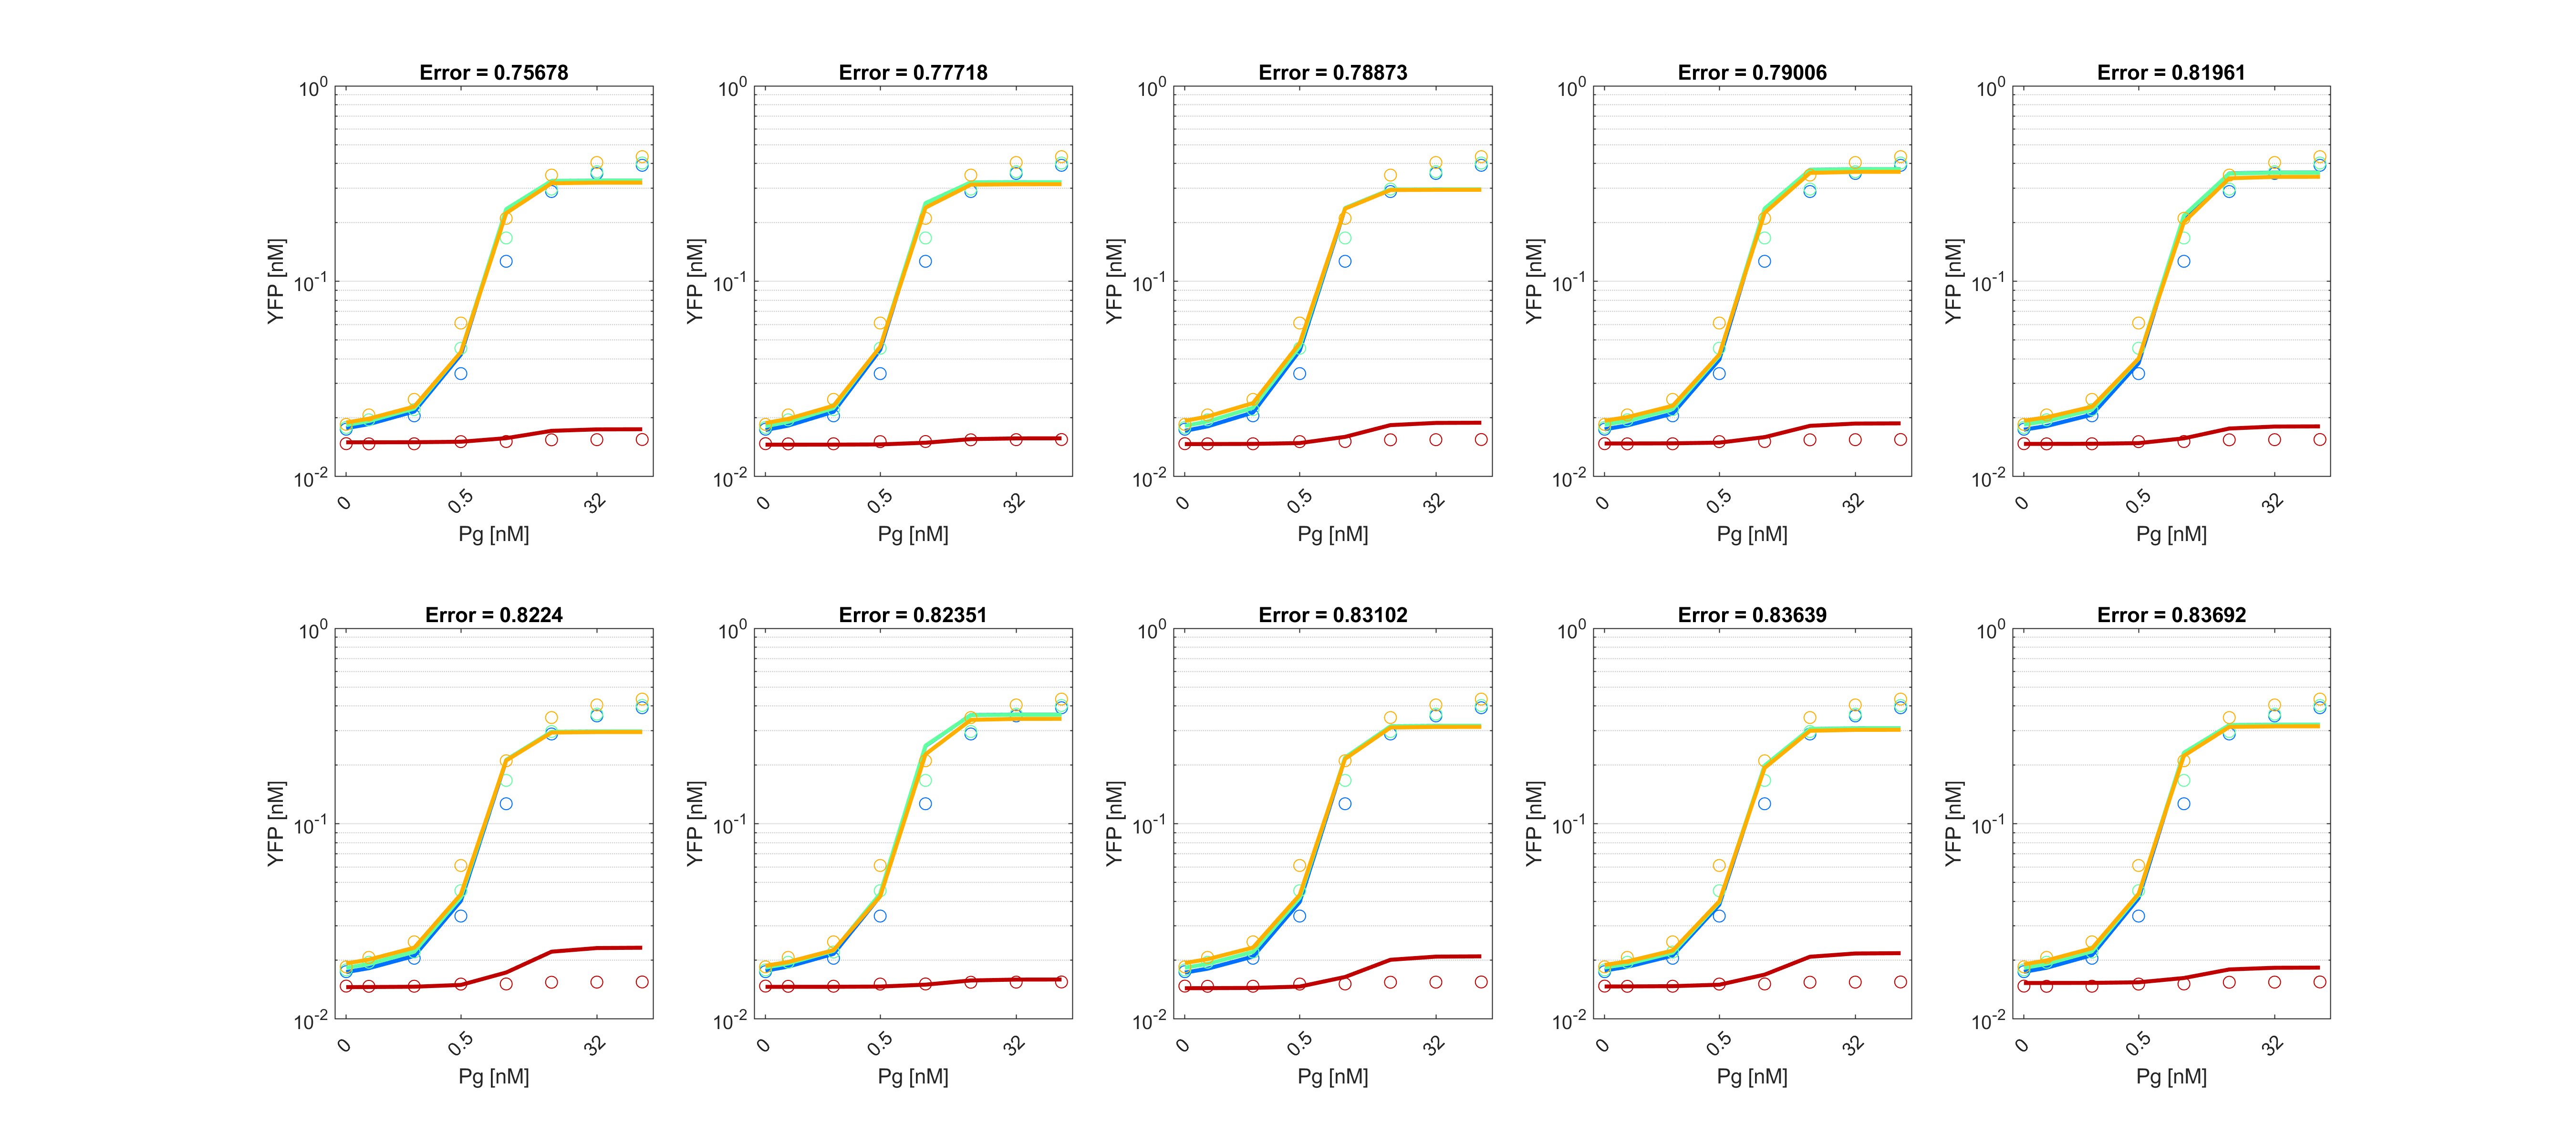 Error = 0.75678
Error = 0.77718
Error = 0.78873
Error = 0.79006
Error = 0.81961
10^0
10^-1
10^-2
YFP [nM]
0
0.5
32
Pg [nM]
10^0
10^-1
10^-2
YFP [nM]
0
0.5
32
Pg [nM]
10^0
10^-1
10^-2
YFP [nM]
0
0.5
32
Pg [nM]
10^0
10^-1
10^-2
YFP [nM]
0
0.5
32
Pg [nM]
10^0
10^-1
10^-2
YFP [nM]
0
0.5
32
Pg [nM]
Error = 0.8224
Error = 0.82351
Error = 0.83102
Error = 0.83639
Error = 0.83692
10^0
10^-1
10^-2
YFP [nM]
0
0.5
32
Pg [nM]
10^0
10^-1
10^-2
YFP [nM]
0
0.5
32
Pg [nM]
10^0
10^-1
10^-2
YFP [nM]
0
0.5
32
Pg [nM]
10^0
10^-1
10^-2
YFP [nM]
0
0.5
32
Pg [nM]
10^0
10^-1
10^-2
YFP [nM]
0
0.5
32
Pg [nM]